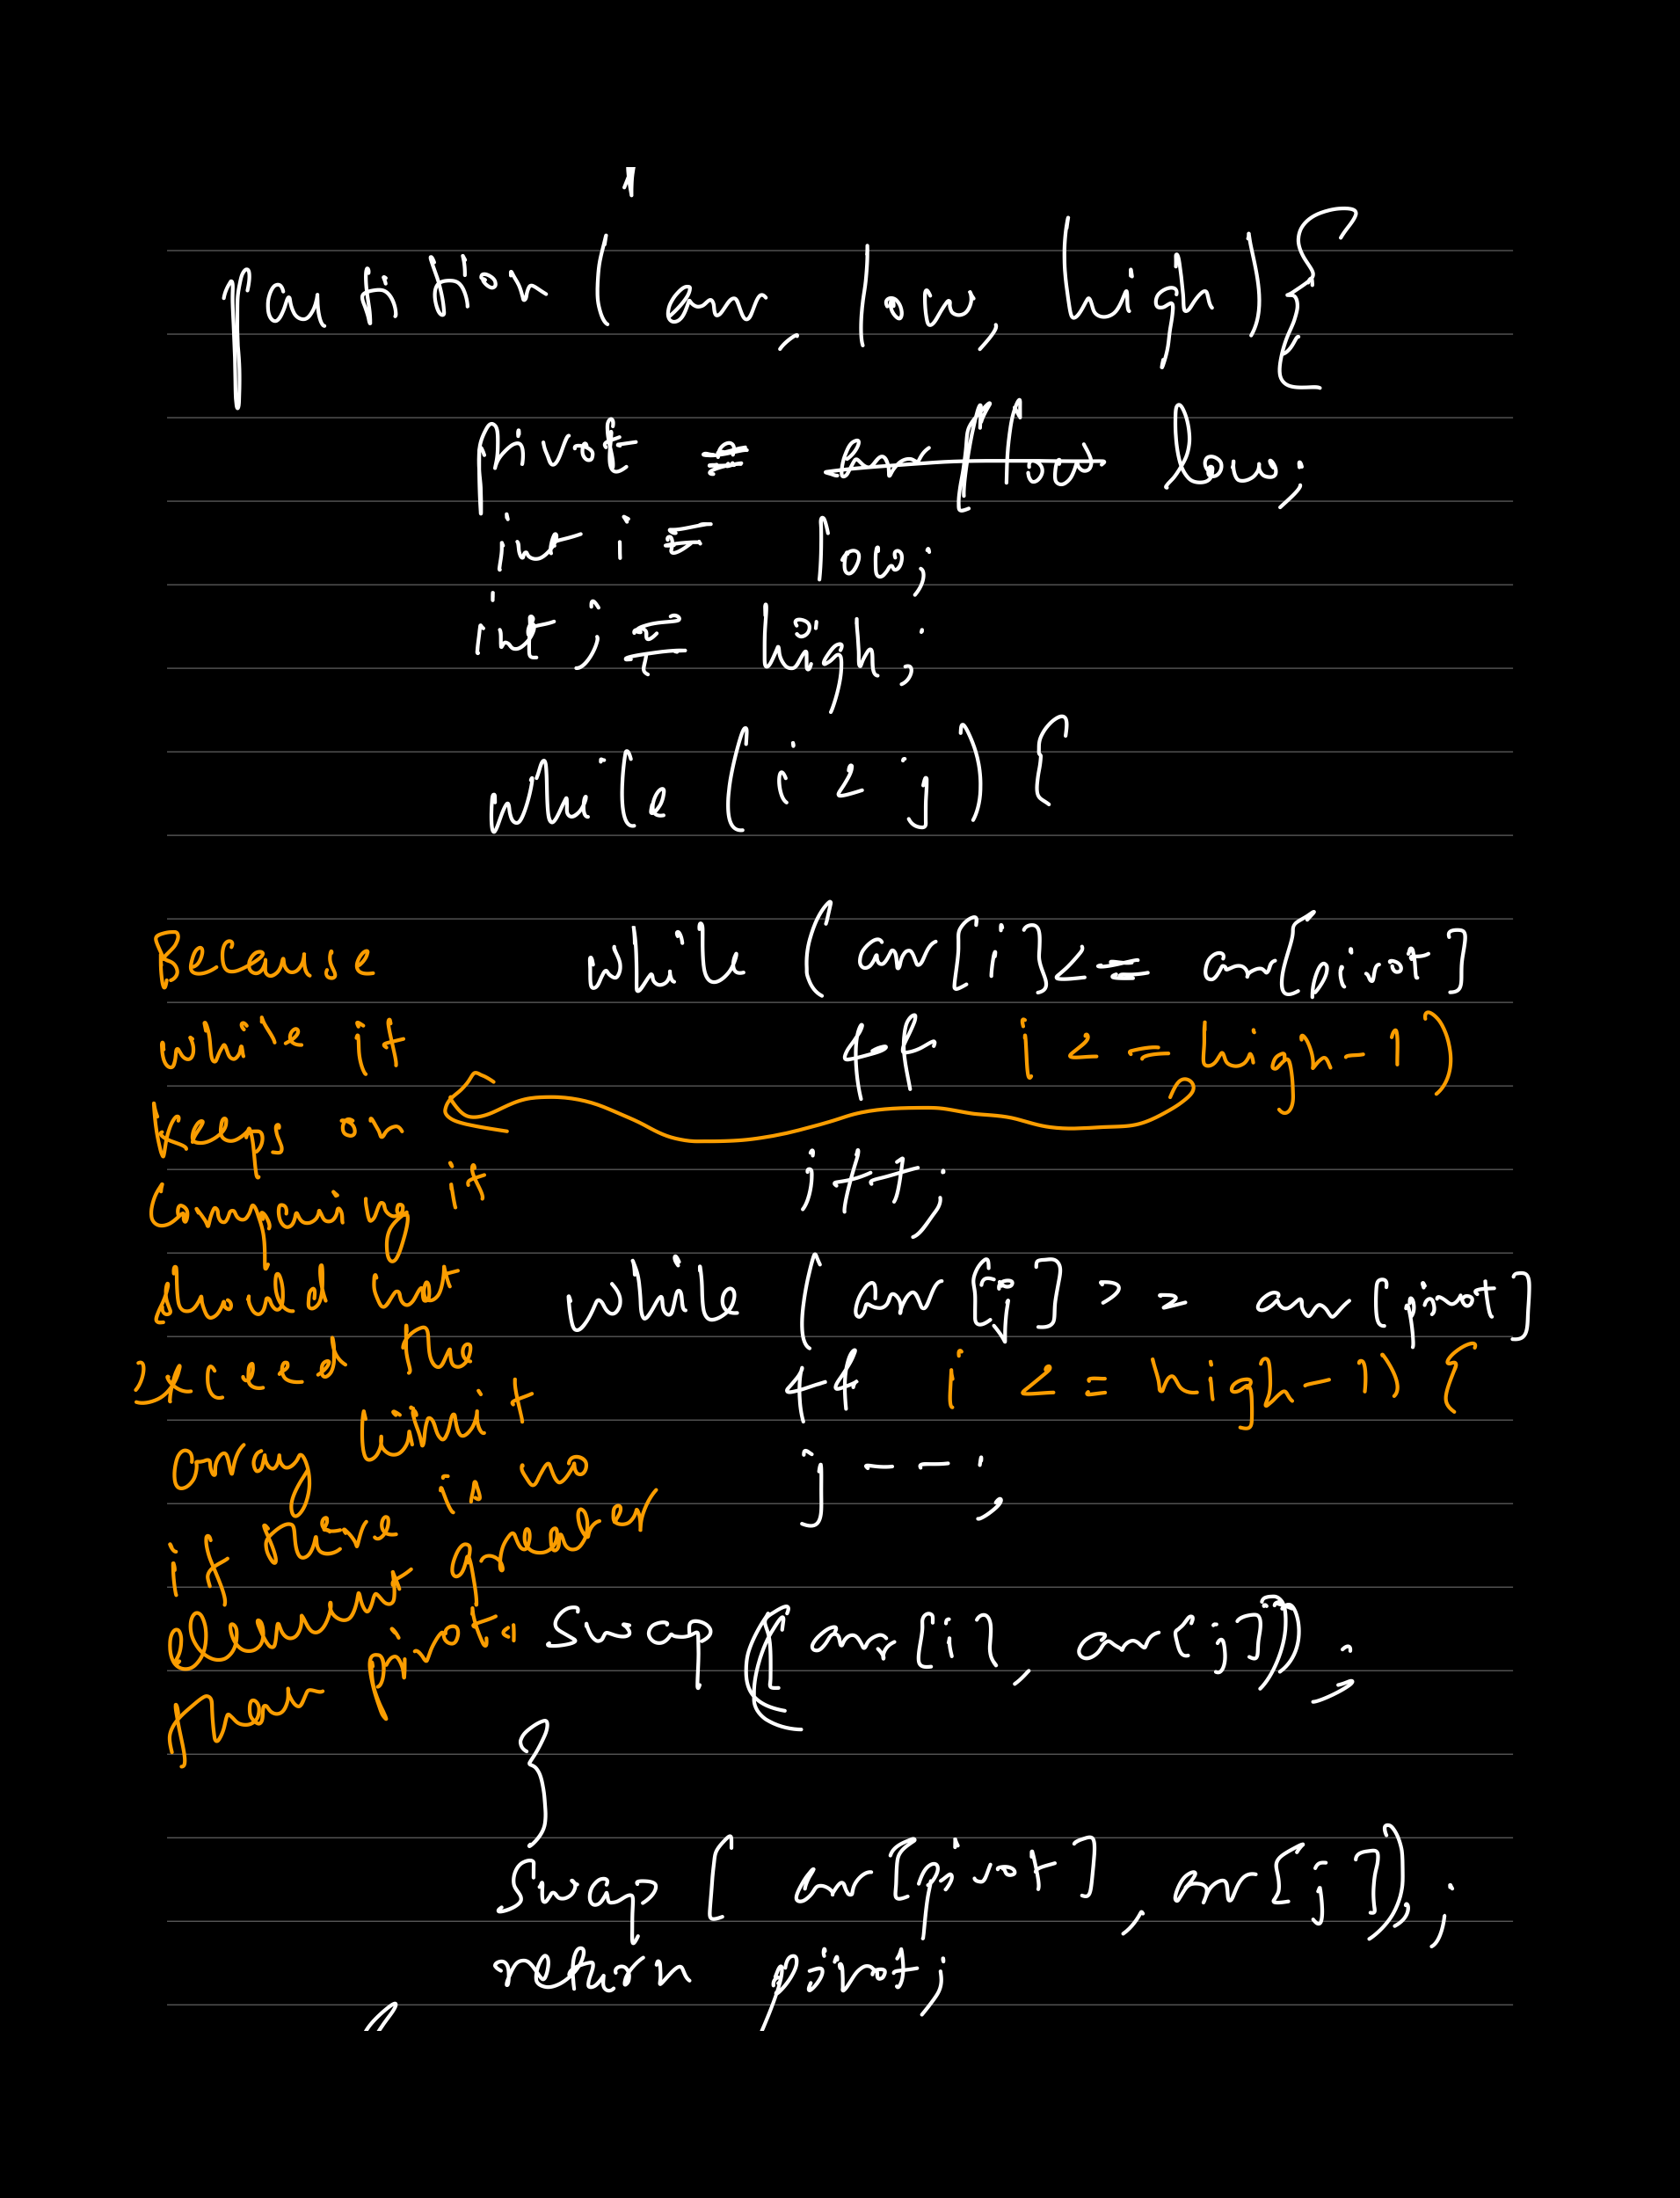 partition ( arr, low, high) {
pivot = arr[low low;
int i = low;
int j = high;
while (i < j) {
while (arr[i] <= arr[pivot]
&& i <= high-1)
i++;
while (arr[j] >= arr[pivot]
&& i <= high-1) {
j--;
swap (arr[i], arr[j]);
}
swap [ arr[pivot], arr[j]);
return pivot;
Because
while it
keeps on
Comparing it
should not
exceed the
array limit
if there is no
element greater
than pivot.